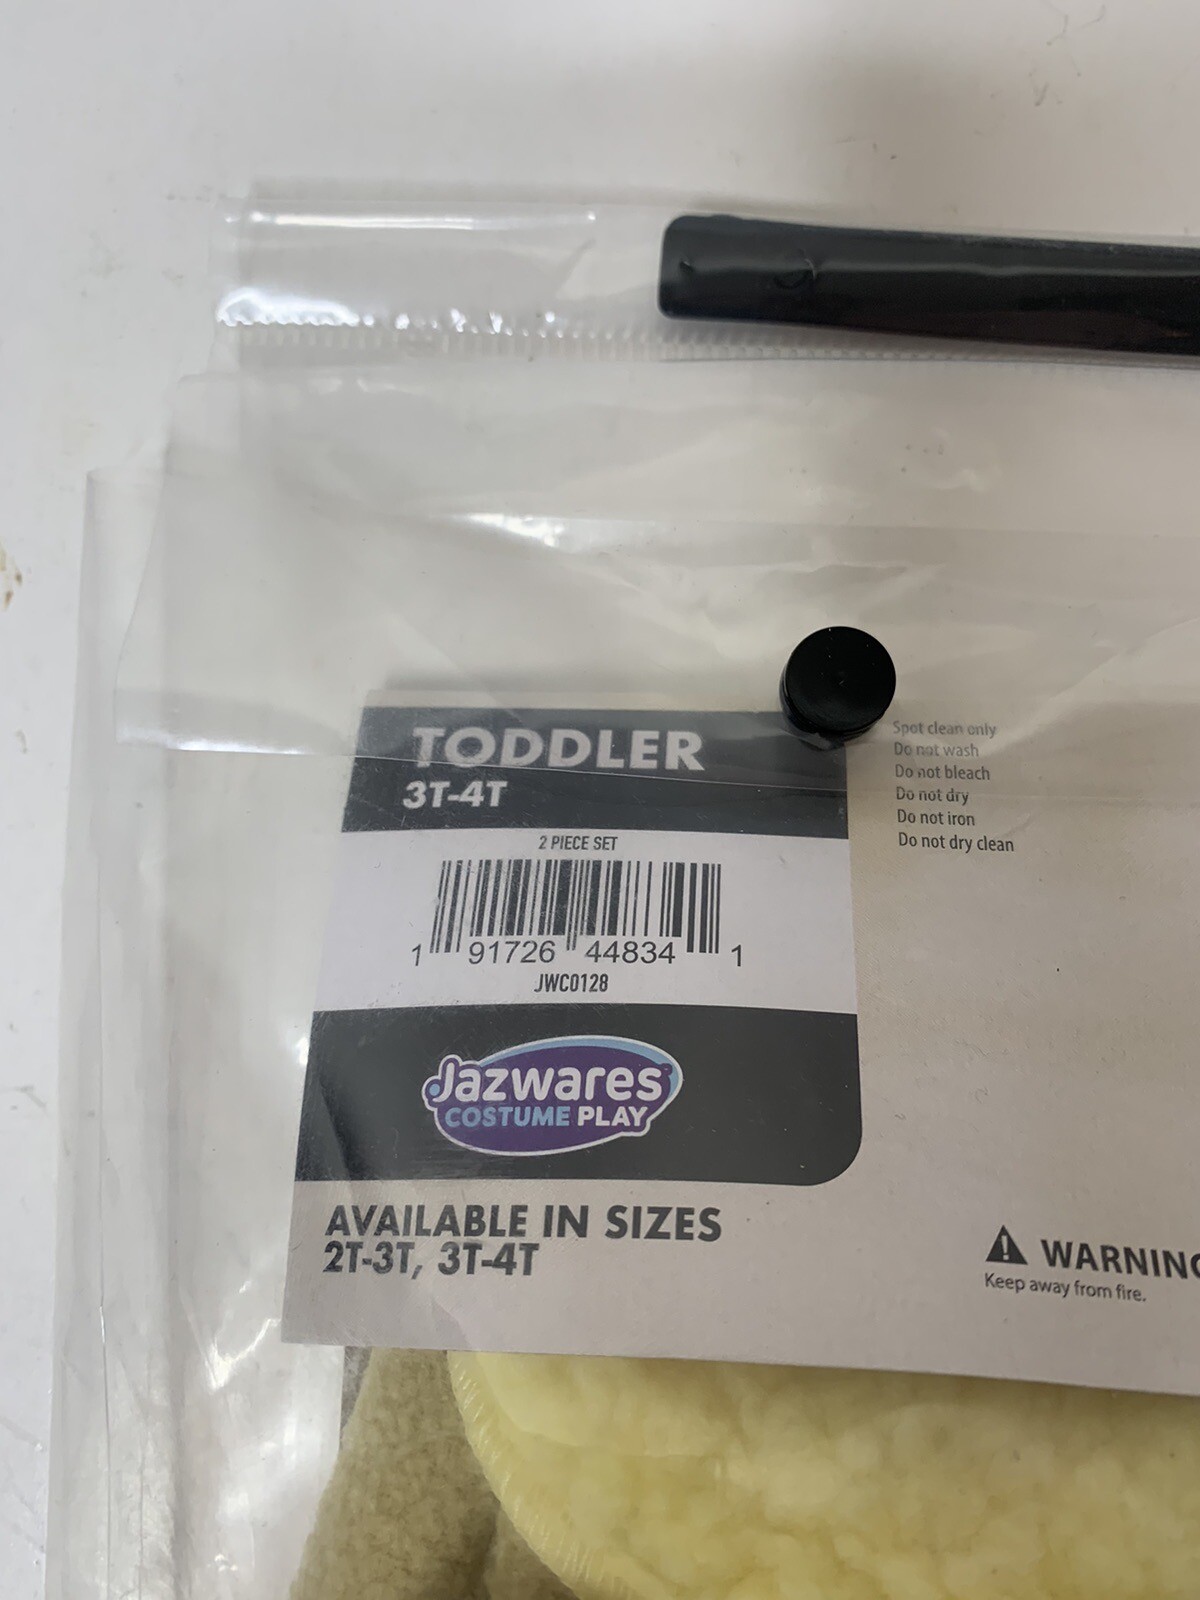 TODDLER
3T-4T
2 PIECE SET
1 91726 44834 1
JWC0128
Jazwares
COSTUME PLAY
AVAILABLE IN SIZES
2T-3T, 3T-4T
Spot clean only
Do not wash
Do not bleach
Do not dry
Do not iron
Do not dry clean
WARNING
Keep away from fire.